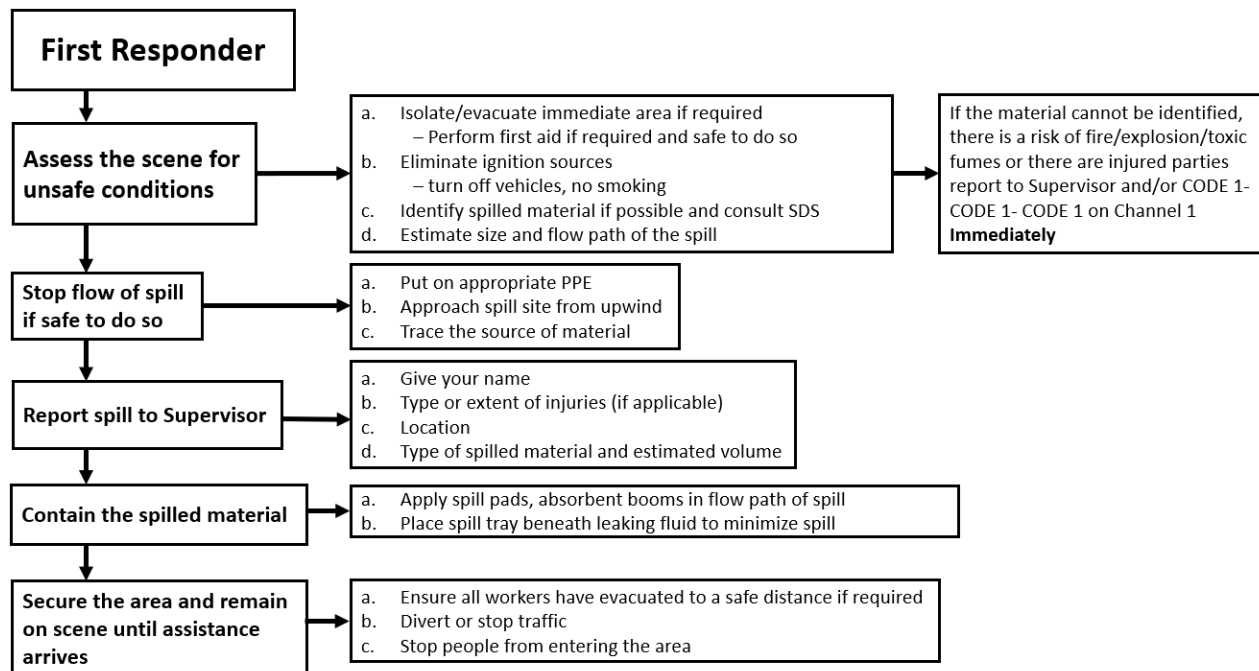 First Responder
Assess the scene for
unsafe conditions
a. Isolate/evacuate immediate area if required
– Perform first aid if required and safe to do so
b. Eliminate ignition sources
– turn off vehicles, no smoking
c. Identify spilled material if possible and consult SDS
d. Estimate size and flow path of the spill
If the material cannot be identified,
there is a risk of fire/explosion/toxic
fumes or there are injured parties
report to Supervisor and/or CODE 1-
CODE 1- CODE 1 on Channel 1
Immediately
Stop flow of spill
if safe to do so
a. Put on appropriate PPE
b. Approach spill site from upwind
c. Trace the source of material
Report spill to Supervisor
a. Give your name
b. Type or extent of injuries (if applicable)
c. Location
d. Type of spilled material and estimated volume
Contain the spilled material
a. Apply spill pads, absorbent booms in flow path of spill
b. Place spill tray beneath leaking fluid to minimize spill
Secure the area and remain
on scene until assistance
arrives
a. Ensure all workers have evacuated to a safe distance if required
b. Divert or stop traffic
c. Stop people from entering the area